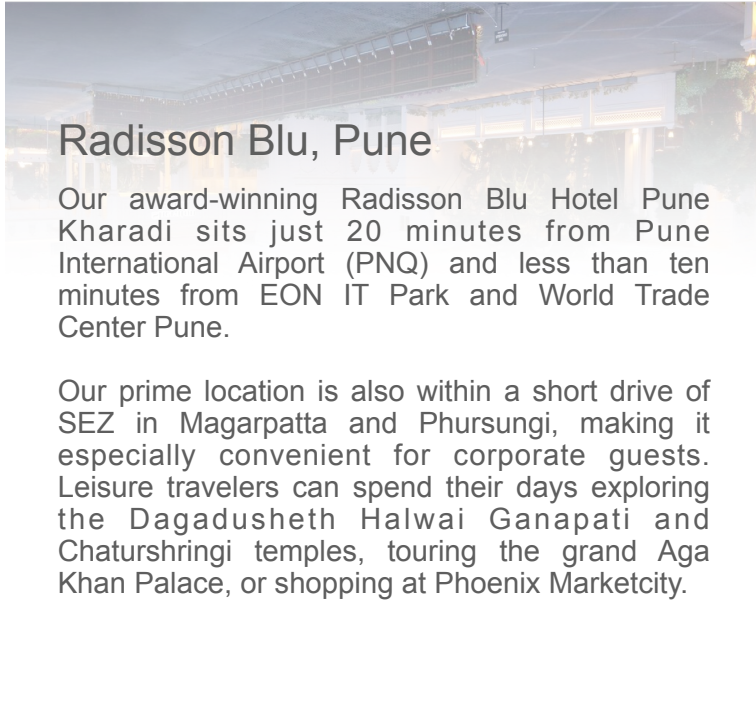 Radisson Blu, Pune
Our award-winning Radisson Blu Hotel Pune
Kharadi sits just 20 minutes from Pune
International Airport (PNQ) and less than ten
minutes from EON IT Park and World Trade
Center Pune.
Our prime location is also within a short drive of
SEZ in Magarpatta and Phursungi, making it
especially convenient for corporate guests.
Leisure travelers can spend their days exploring
the Dagadusheth Halwai Ganapati and
Chaturshringi temples, touring the grand Aga
Khan Palace, or shopping at Phoenix Marketcity.